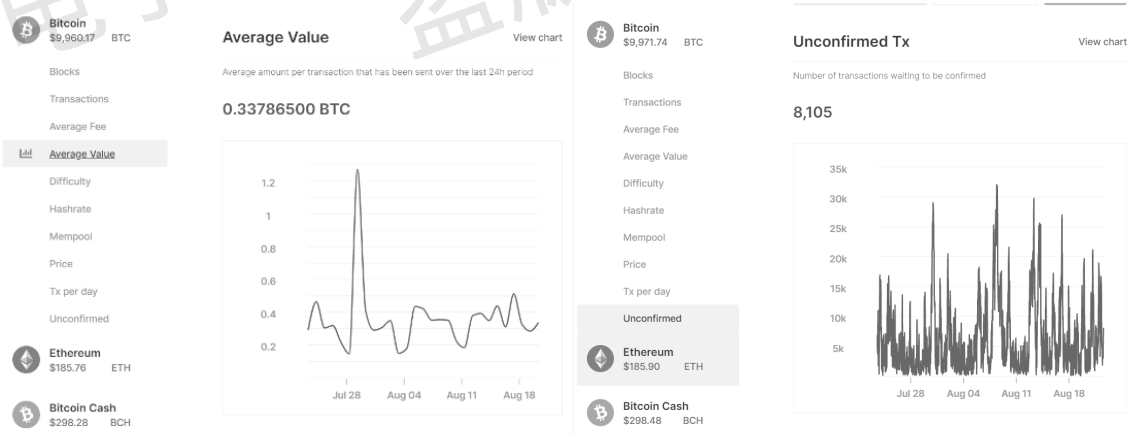 电子
盗
Bitcoin
$9,960.17 BTC
Blocks
Transactions
Average Fee
Average Value
Difficulty
Hashrate
Mempool
Price
Tx per day
Unconfirmed
Ethereum
$185.76 ETH
Bitcoin Cash
$298.28 BCH
Average Value
View chart
Average amount per transaction that has been sent over the last 24h period
0.33786500 BTC
1.2
1
0.8
0.6
0.4
0.2
Jul 28 Aug 04 Aug 11 Aug 18
Bitcoin
$9,971.74 BTC
Blocks
Transactions
Average Fee
Average Value
Difficulty
Hashrate
Mempool
Price
Tx per day
Unconfirmed
Ethereum
$185.90 ETH
Bitcoin Cash
$298.48 BCH
Unconfirmed Tx
View chart
Number of transactions waiting to be confirmed
8,105
35k
30k
25k
20k
15k
10k
5k
Jul 28 Aug 04 Aug 11 Aug 18